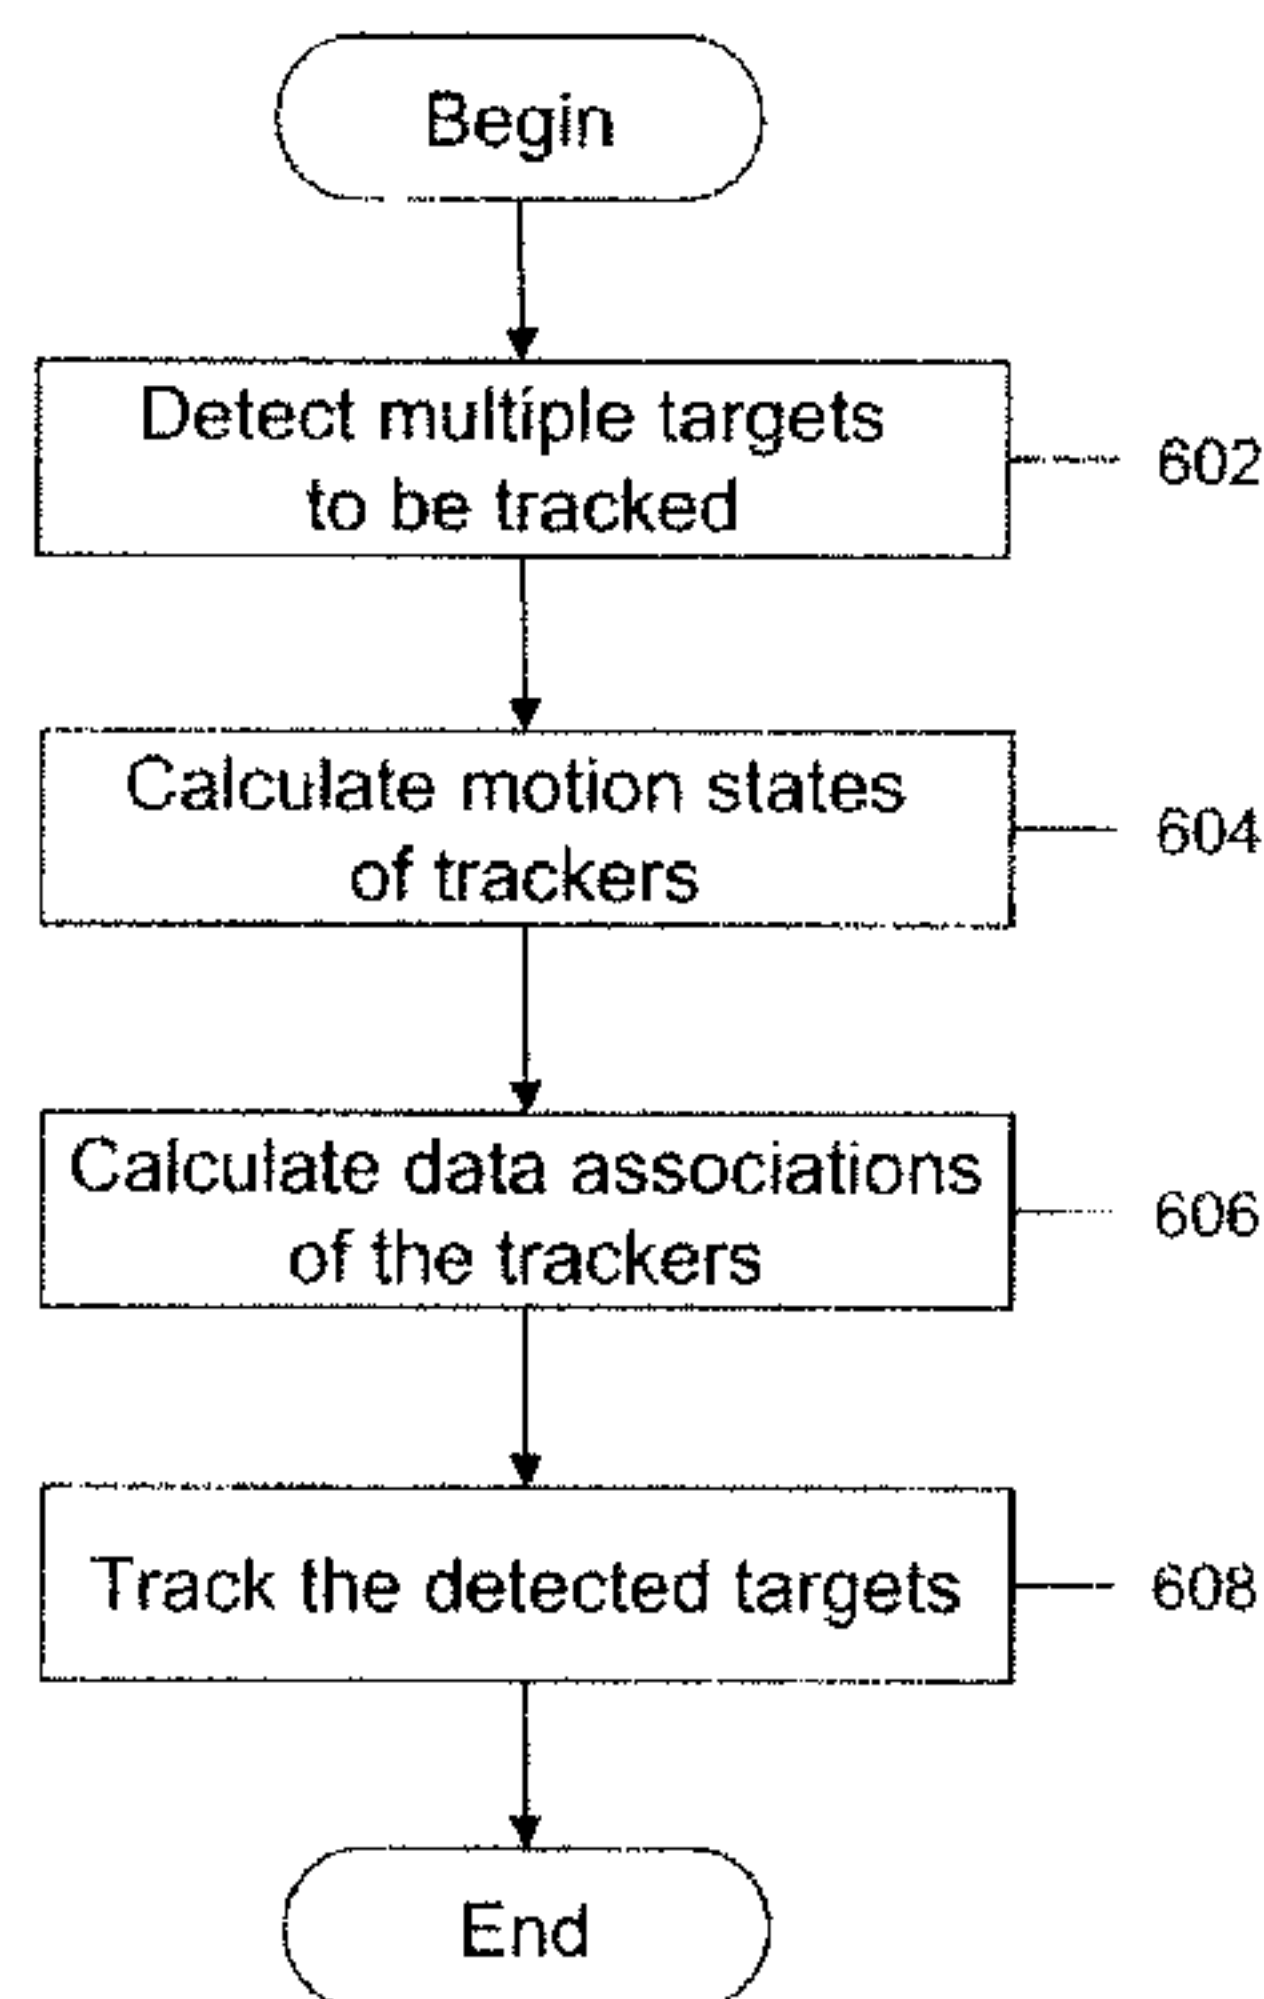 Begin
Detect multiple targets
to be tracked
602
Calculate motion states
of trackers
604
Calculate data associations
of the trackers
606
Track the detected targets
608
End